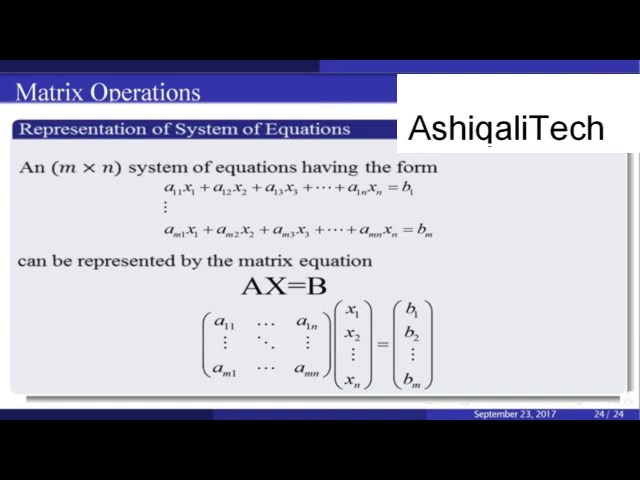 Matrix Operations
AshiqaliTech
Representation of System of Equations
An (m × n) system of equations having the form
a₁₁x₁ + a₁₂x₂ + a₁₃x₃ + ⋯ + a₁ₙxₙ = b₁
⋮
aₘ₁x₁ + aₘ₂x₂ + aₘ₃x₃ + ⋯ + aₘₙxₙ = bₘ
can be represented by the matrix equation
AX=B
a₁₁ ⋯ a₁ₙ x₁ b₁
⋮ ⋱ ⋮ x₂ = b₂
⋮ ⋮
aₘ₁ ⋯ aₘₙ xₙ bₘ
September 23, 2017 24 / 24